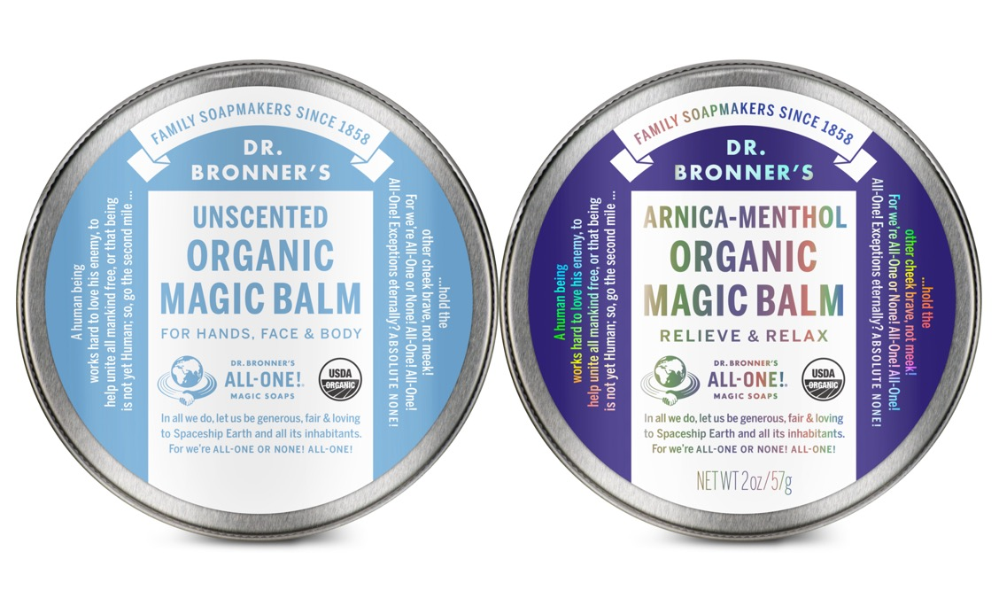 FAMILY SOAPMAKERS SINCE 1858
DR.
BRONNER'S
UNSCENTED
ORGANIC
MAGIC BALM
FOR HANDS, FACE & BODY
DR. BRONNER'S
ALL-ONE!
MAGIC SOAPS
USDA
ORGANIC
In all we do, let us be generous, fair & loving
to Spaceship Earth and all its inhabitants.
For we're ALL-ONE OR NONE! ALL-ONE!
A human being
works hard to love his enemy, to
help unite all mankind free, or that being
is not yet Human; so, go the second mile ...
...hold the
other cheek brave, not meek!
For we're All-One or None! All-One!
All-One! Exceptions eternally? ABSOLUTE NONE!
FAMILY SOAPMAKERS SINCE 1858
DR.
BRONNER'S
ARNICA-MENTHOL
ORGANIC
MAGIC BALM
RELIEVE & RELAX
DR. BRONNER'S
ALL-ONE!
MAGIC SOAPS
USDA
ORGANIC
In all we do, let us be generous, fair & loving
to Spaceship Earth and all its inhabitants.
For we're ALL-ONE OR NONE! ALL-ONE!
NET WT 2 oz/57g
A human being
works hard to love his enemy, to
help unite all mankind free, or that being
is not yet Human; so, go the second mile ...
...hold the
other cheek brave, not meek!
For we're All-One or None! All-One!
All-One! Exceptions eternally? ABSOLUTE NONE!